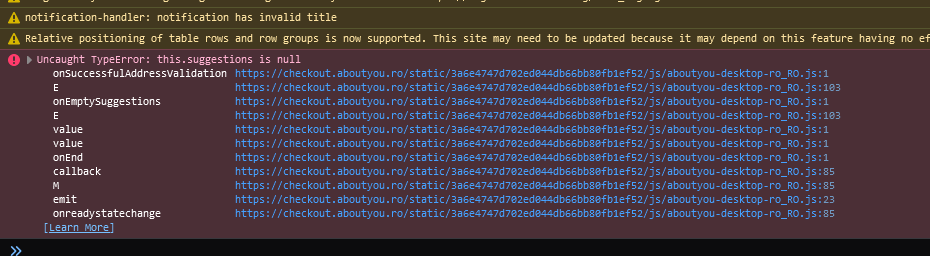 notification-handler: notification has invalid title
Relative positioning of table rows and row groups is now supported. This site may need to be updated because it may depend on this feature having no ef
Uncaught TypeError: this.suggestions is null
onSuccessfulAddressValidation https://checkout.aboutyou.ro/static/3a6e4747d702ed044db66bb80fb1ef52/js/aboutyou-desktop-ro_RO.js:1
E https://checkout.aboutyou.ro/static/3a6e4747d702ed044db66bb80fb1ef52/js/aboutyou-desktop-ro_RO.js:103
onEmptySuggestions https://checkout.aboutyou.ro/static/3a6e4747d702ed044db66bb80fb1ef52/js/aboutyou-desktop-ro_RO.js:1
E https://checkout.aboutyou.ro/static/3a6e4747d702ed044db66bb80fb1ef52/js/aboutyou-desktop-ro_RO.js:103
value https://checkout.aboutyou.ro/static/3a6e4747d702ed044db66bb80fb1ef52/js/aboutyou-desktop-ro_RO.js:1
value https://checkout.aboutyou.ro/static/3a6e4747d702ed044db66bb80fb1ef52/js/aboutyou-desktop-ro_RO.js:1
onEnd https://checkout.aboutyou.ro/static/3a6e4747d702ed044db66bb80fb1ef52/js/aboutyou-desktop-ro_RO.js:1
callback https://checkout.aboutyou.ro/static/3a6e4747d702ed044db66bb80fb1ef52/js/aboutyou-desktop-ro_RO.js:85
M https://checkout.aboutyou.ro/static/3a6e4747d702ed044db66bb80fb1ef52/js/aboutyou-desktop-ro_RO.js:85
emit https://checkout.aboutyou.ro/static/3a6e4747d702ed044db66bb80fb1ef52/js/aboutyou-desktop-ro_RO.js:23
onreadystatechange https://checkout.aboutyou.ro/static/3a6e4747d702ed044db66bb80fb1ef52/js/aboutyou-desktop-ro_RO.js:85
[Learn More]